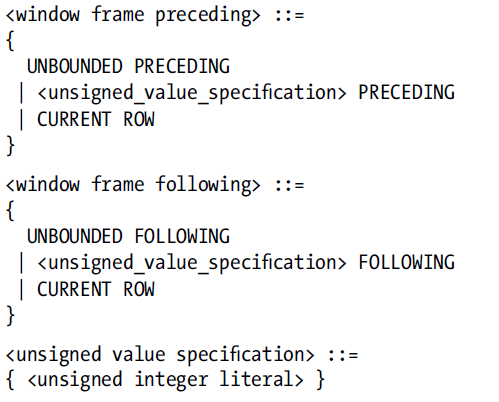 <window frame preceding> ::=
{
UNBOUNDED PRECEDING
| <unsigned_value_specification> PRECEDING
| CURRENT ROW
}
<window frame following> ::=
{
UNBOUNDED FOLLOWING
| <unsigned_value_specification> FOLLOWING
| CURRENT ROW
}
<unsigned value specification> ::=
{ <unsigned integer literal> }